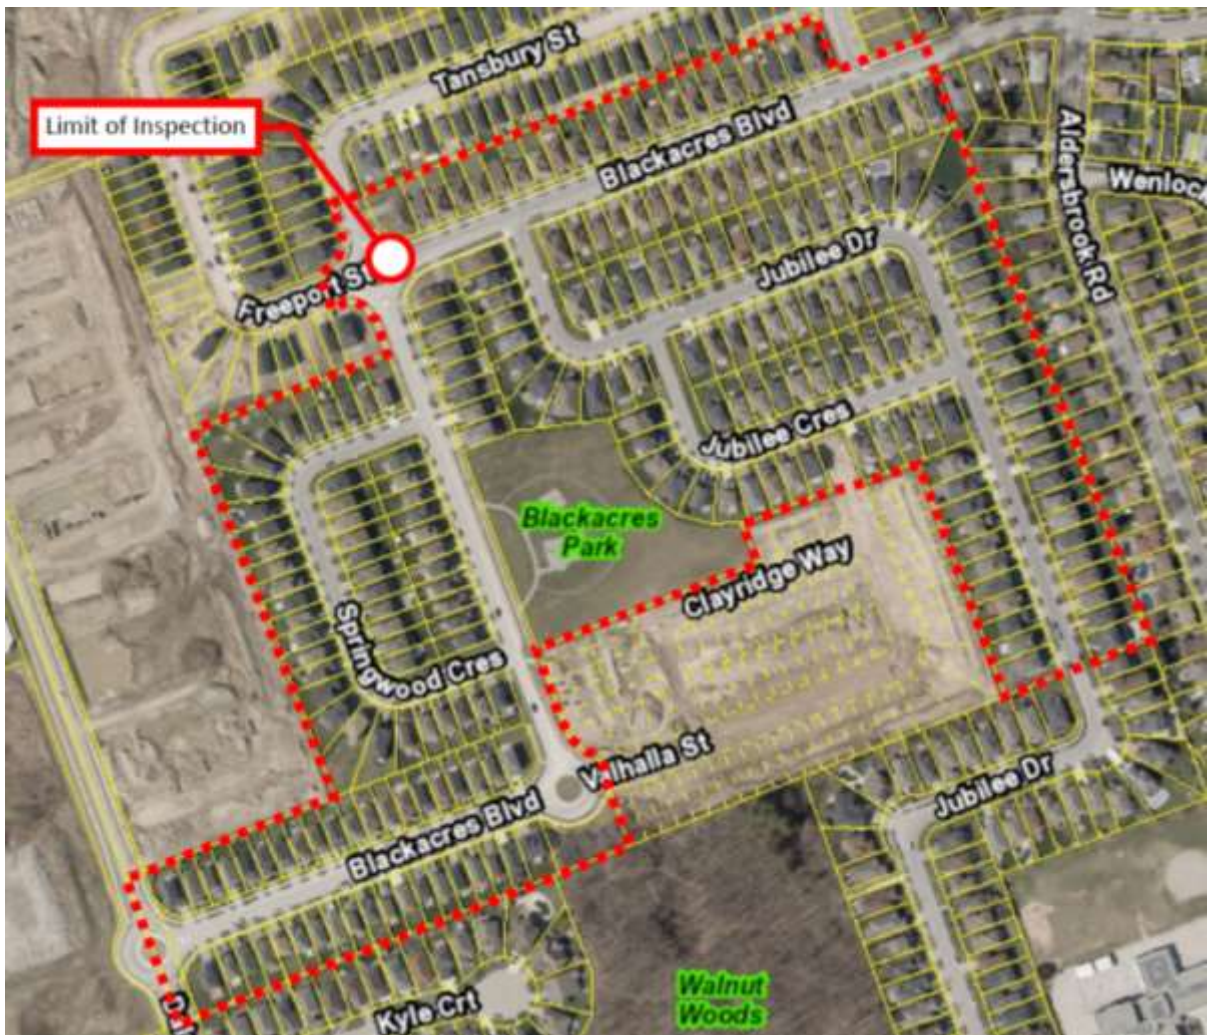 Tansbury St
Limit of Inspection
Blackacres Blvd
Aldersbrook Rd
Wenlock
Jubilee Dr
Freeport St
Jubilee Cres
Blackacres
Park
Clayridge Way
Springwood Cres
Valhalla St
Blackacres Blvd
Jubilee Dr
Walnut
Woods
Kyle Crt